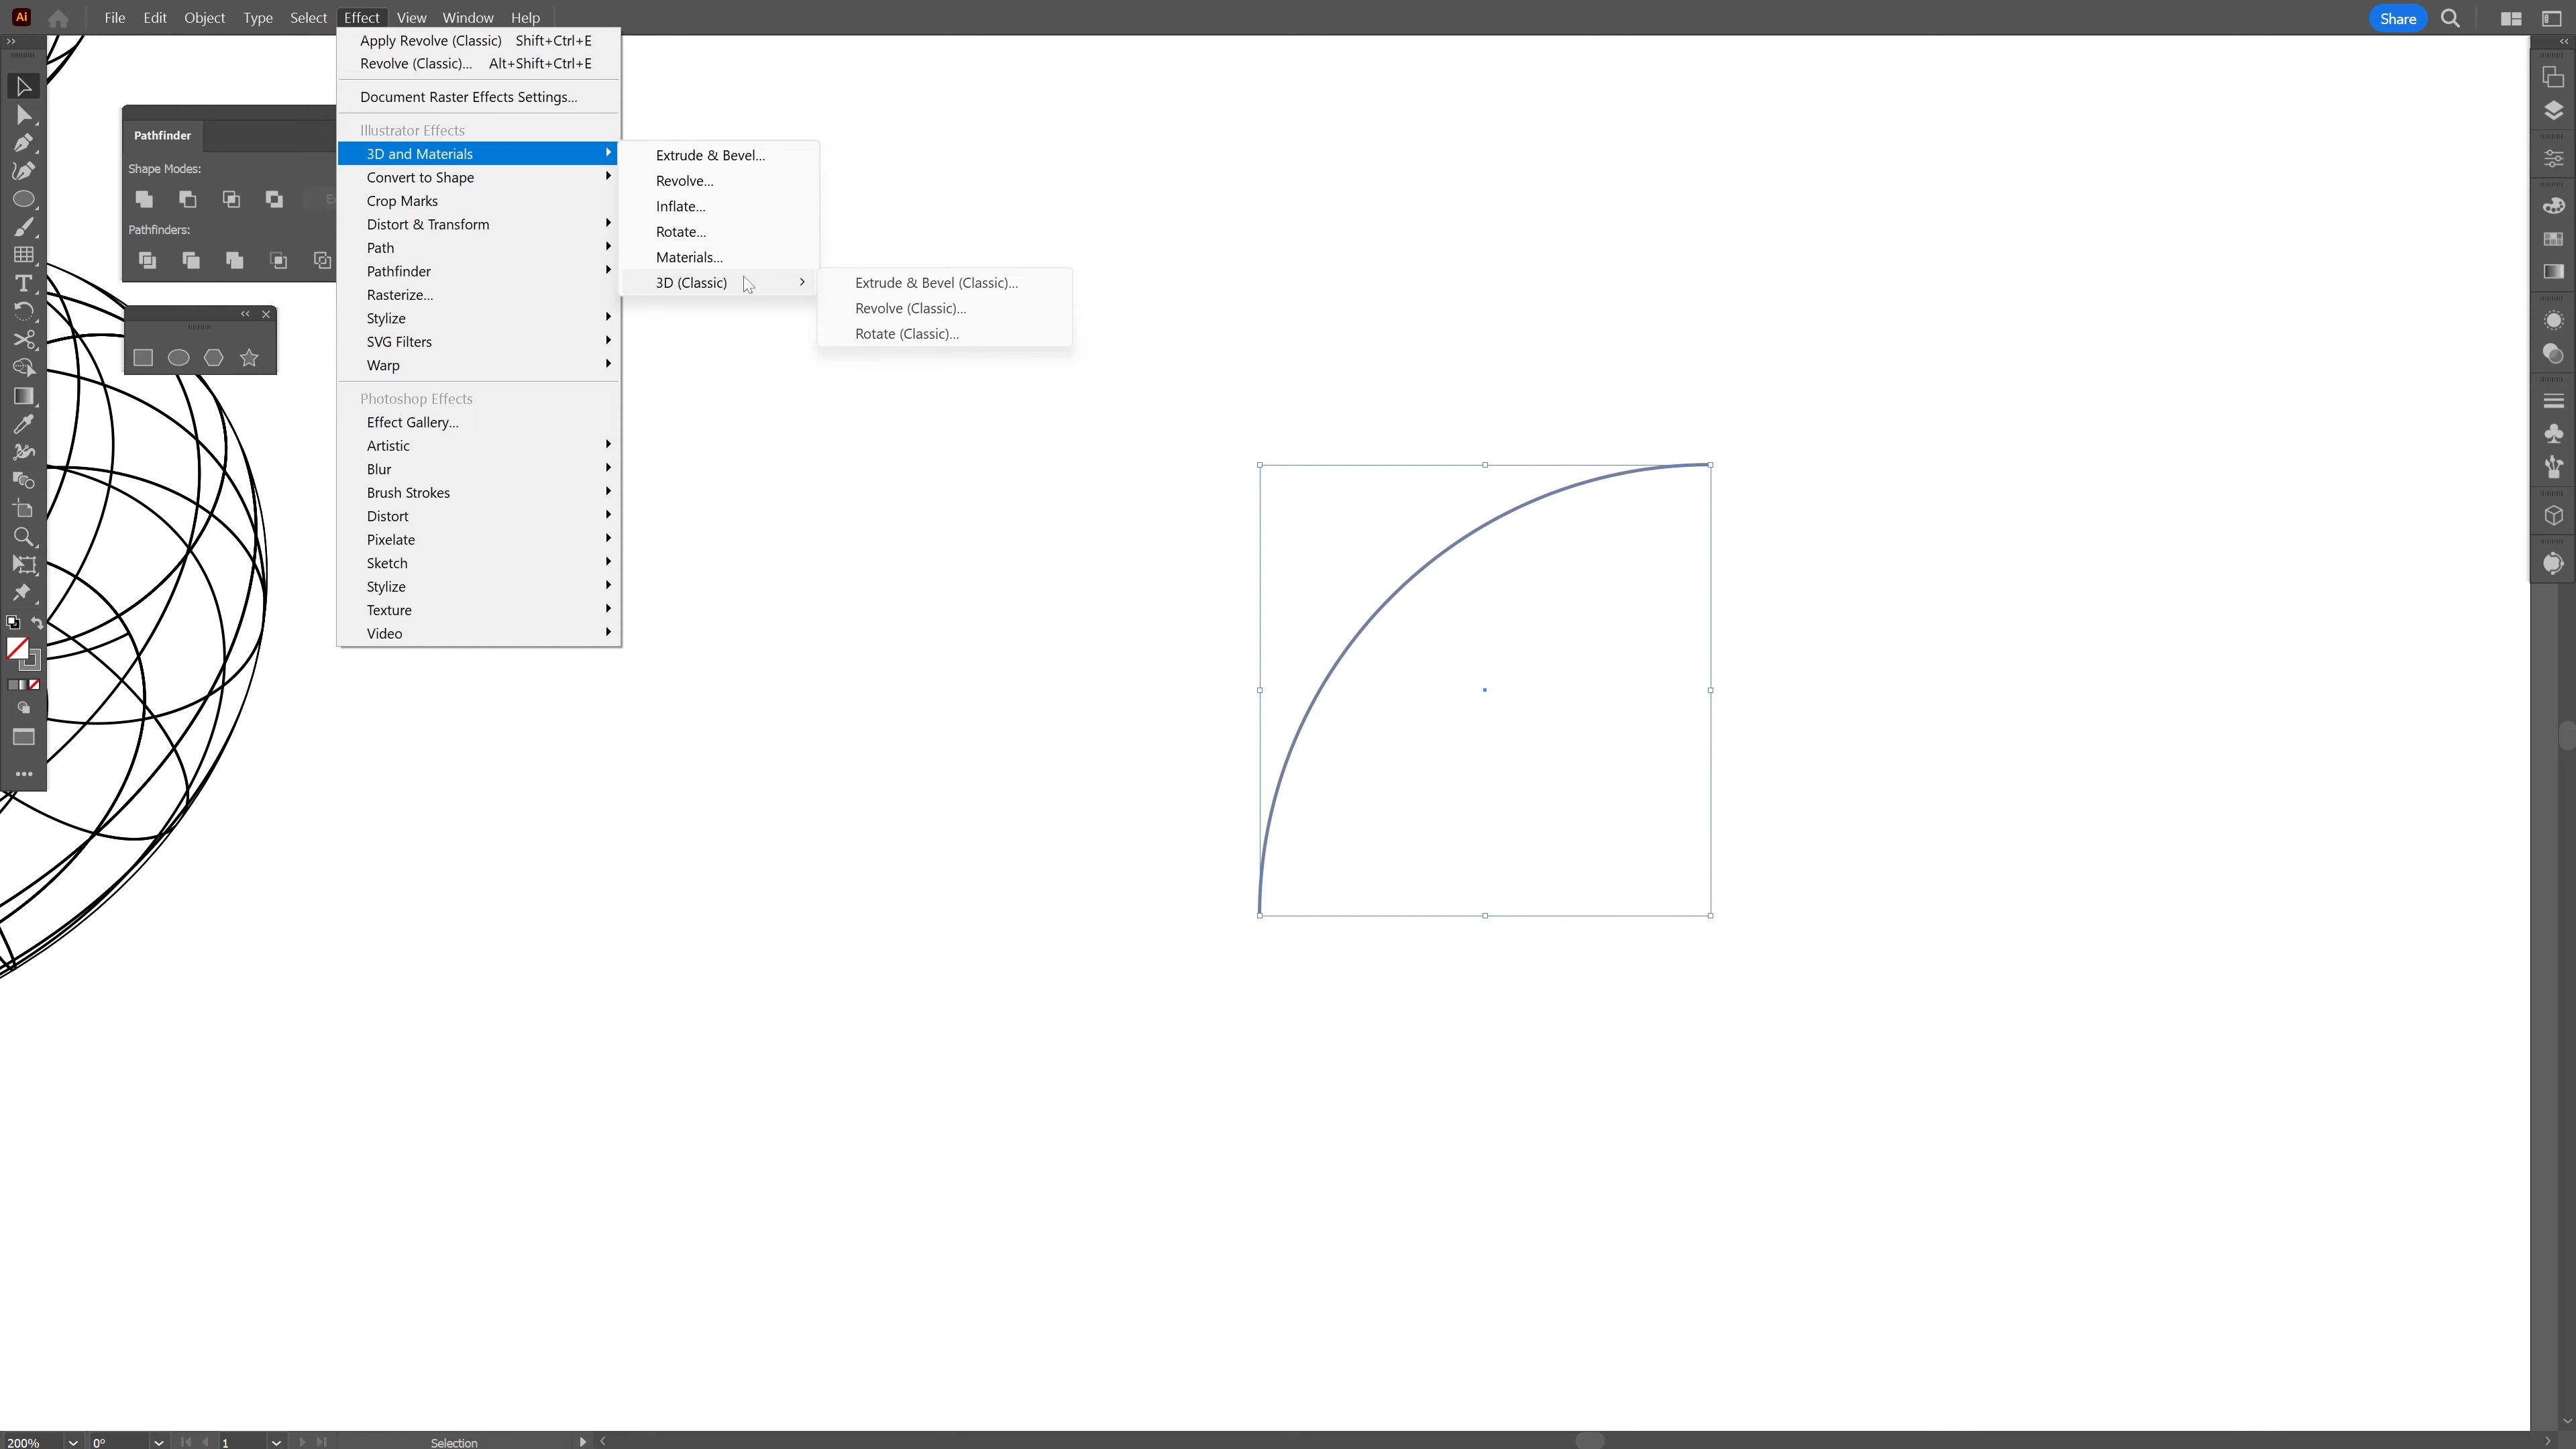 Ai File Edit Object Type Select Effect View Window Help Share
Apply Revolve (Classic) Shift+Ctrl+E
Revolve (Classic)... Alt+Shift+Ctrl+E
Document Raster Effects Settings...
Illustrator Effects
3D and Materials
Convert to Shape
Crop Marks
Distort & Transform
Path
Pathfinder
Rasterize...
Stylize
SVG Filters
Warp
Photoshop Effects
Effect Gallery...
Artistic
Blur
Brush Strokes
Distort
Pixelate
Sketch
Stylize
Texture
Video
Extrude & Bevel...
Revolve...
Inflate...
Rotate...
Materials...
3D (Classic)
Extrude & Bevel (Classic)...
Revolve (Classic)...
Rotate (Classic)...
Pathfinder
Shape Modes:
Pathfinders:
200% 0° 1 Selection